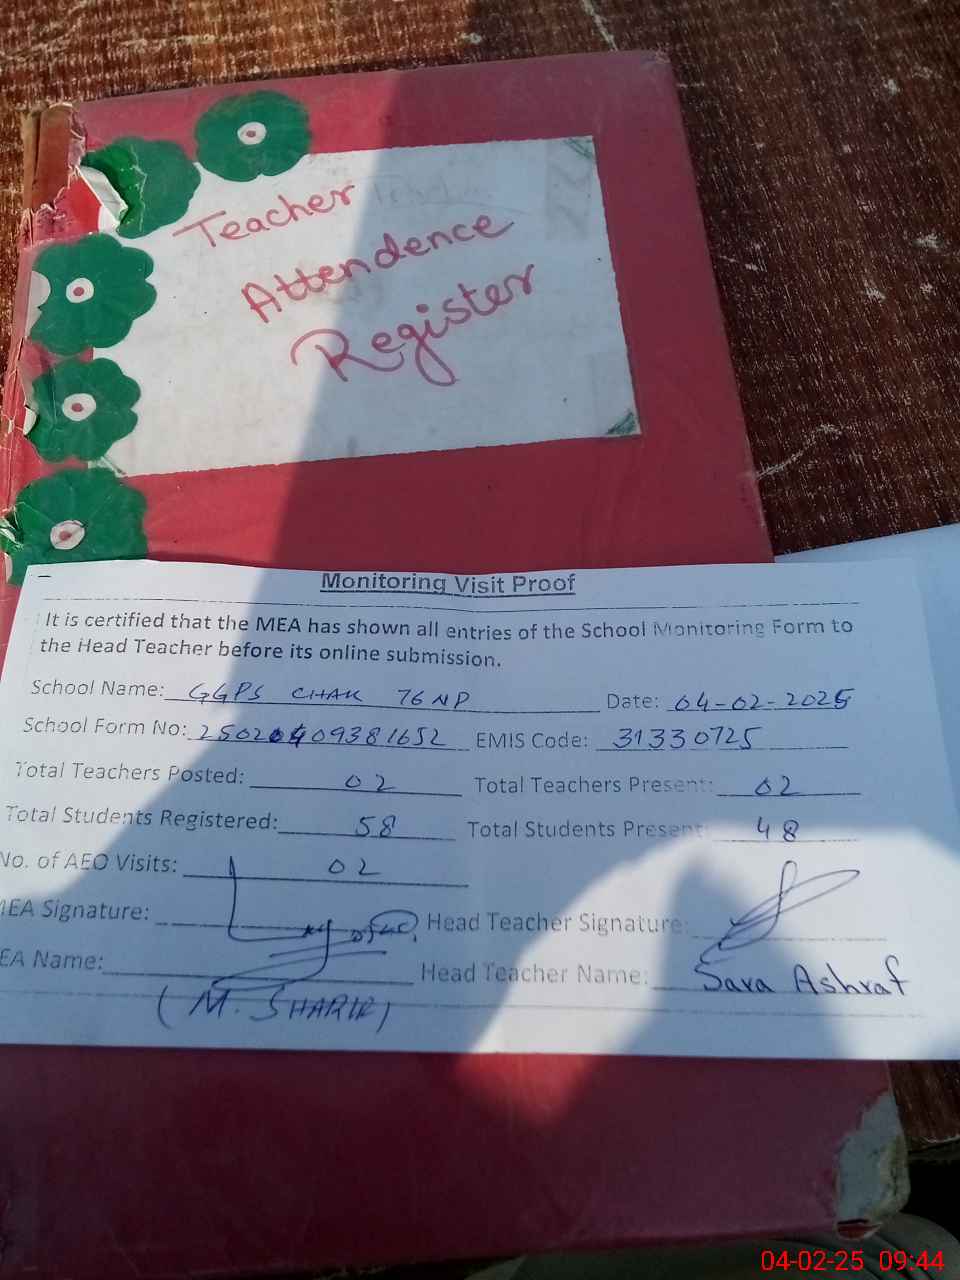 Teacher
Attendence
Register
Monitoring Visit Proof
It is certified that the MEA has shown all entries of the School Monitoring Form to
the Head Teacher before its online submission.
School Name: GGPS CHAK 76 NP Date: 04-02-2025
School Form No: EMIS Code: 31330725
Total Teachers Posted: 02 Total Teachers Present: 02
Total Students Registered: 58 Total Students Present: 48
No. of AEO Visits: 02
MEA Signature: Head Teacher Signature:
EA Name: Head Teacher Name: Sara Ashraf
(M. SHARIF)
04-02-25 09:44